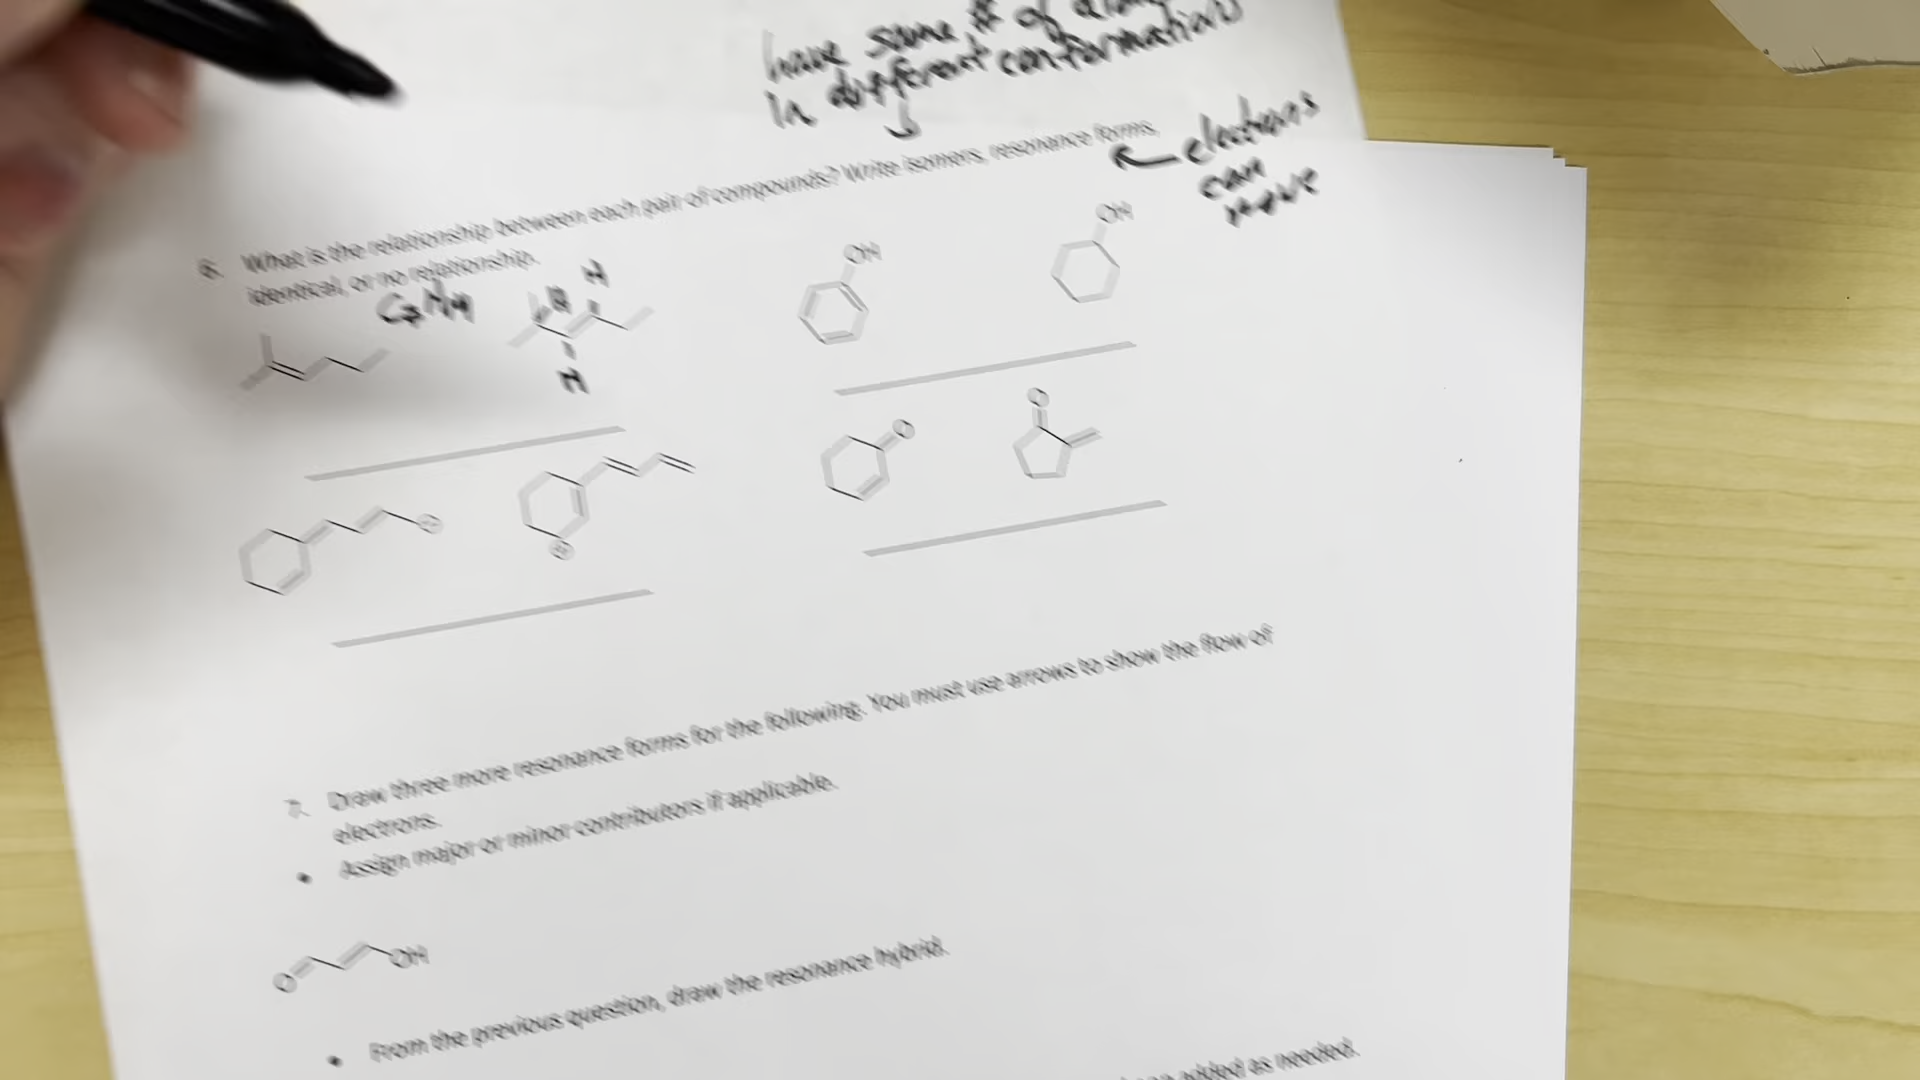 have same # of
in different conformations
electrons
can
move
6. What is the relationship between each pair of compounds? Write isomers, resonance forms,
identical, or no relationship.
C7H14
H
H
H
OH
OH
O
O
7. Draw three more resonance forms for the following. You must use arrows to show the flow of
electrons.
• Assign major or minor contributors if applicable.
O
OH
• From the previous question, draw the resonance hybrid.
added as needed.